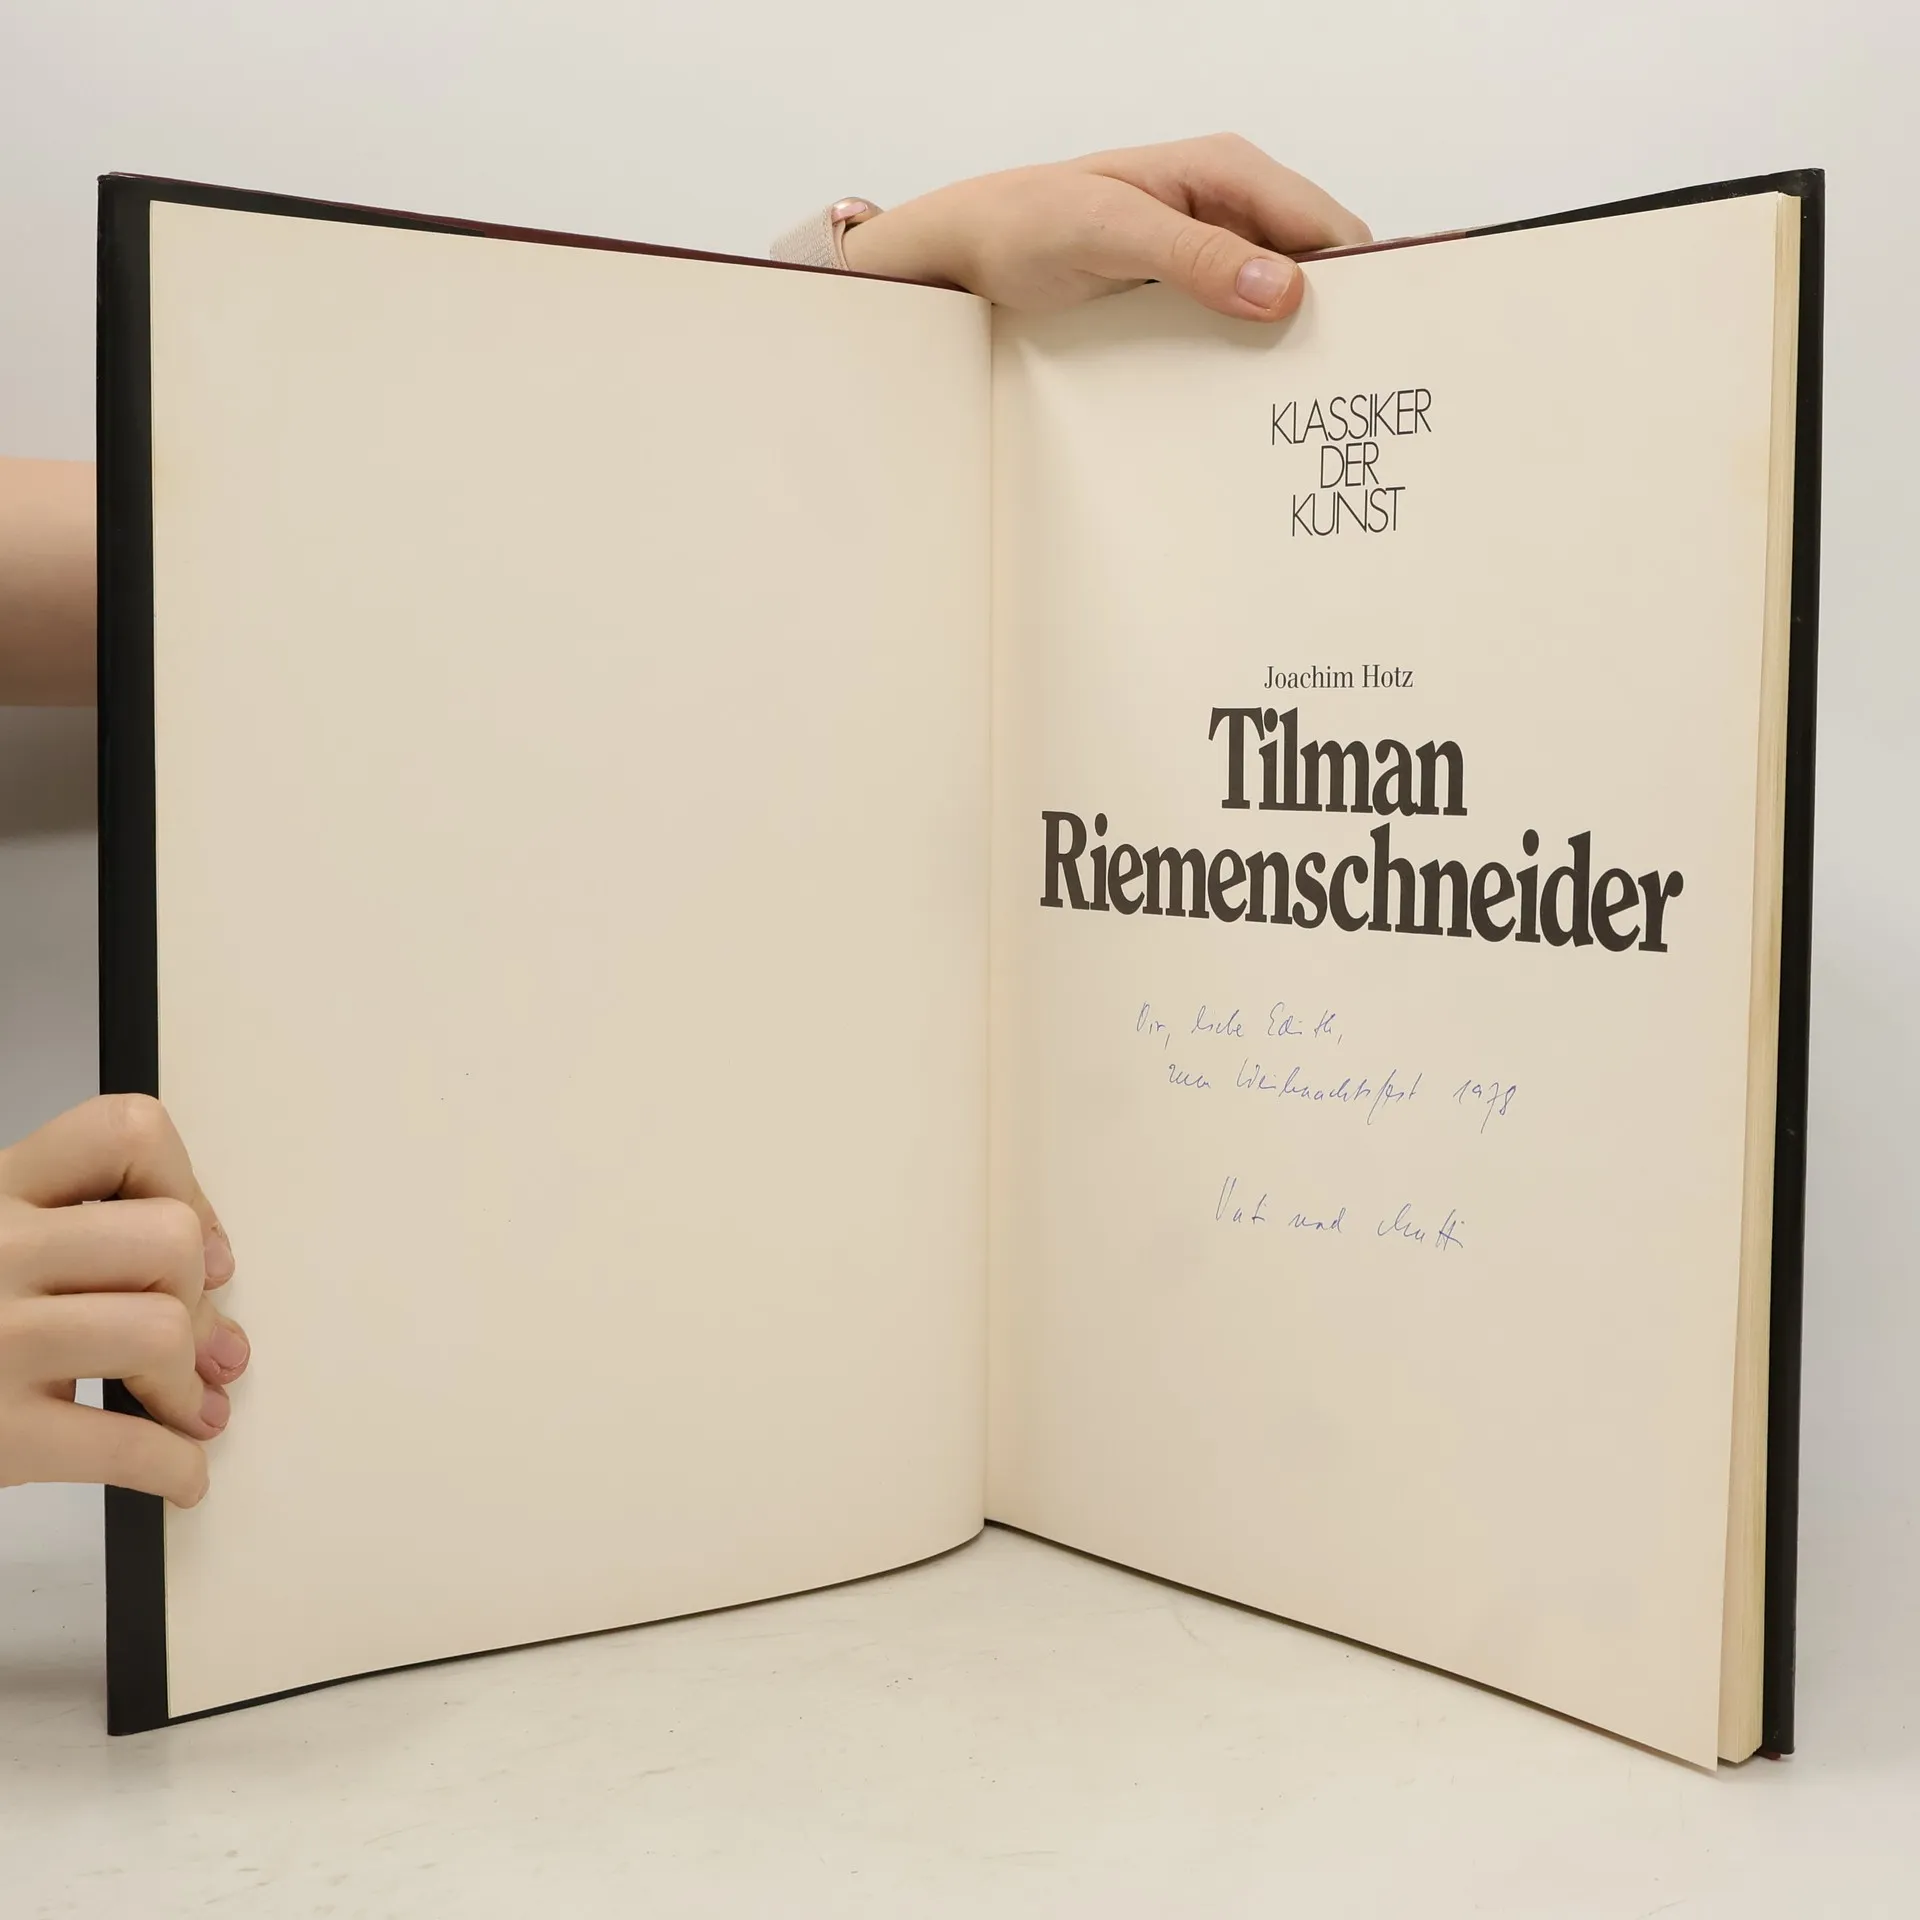 KLASSIKER
DER
KUNST
Joachim Hotz
Tilman
Riemenschneider
Dir, liebe Edith,
zum Weihnachtsfest 1978
Vati und Mutti